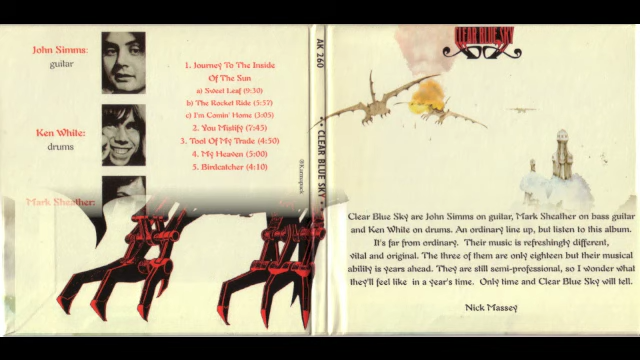 John Simms:
guitar
Ken White:
drums
Mark Sheather:
1. Journey To The Inside
Of The Sun
a) Sweet Leaf (9:30)
b) The Rocket Ride (5:57)
c) I'm Comin' Home (3:05)
2. You Mistify (7:45)
3. Tool Of My Trade (4:50)
4. My Heaven (5:00)
5. Birdcatcher (4:10)
AK 260
CLEAR BLUE SKY
CLEAR BLUE SKY
Clear Blue Sky are John Simms on guitar, Mark Sheather on bass guitar
and Ken White on drums. An ordinary line up, but listen to this album.
It's far from ordinary. Their music is refreshingly different,
vital and original. The three of them are only eighteen but their musical
ability is years ahead. They are still semi-professional, so I wonder what
they'll feel like in a year's time. Only time and Clear Blue Sky will tell.
Nick Massey